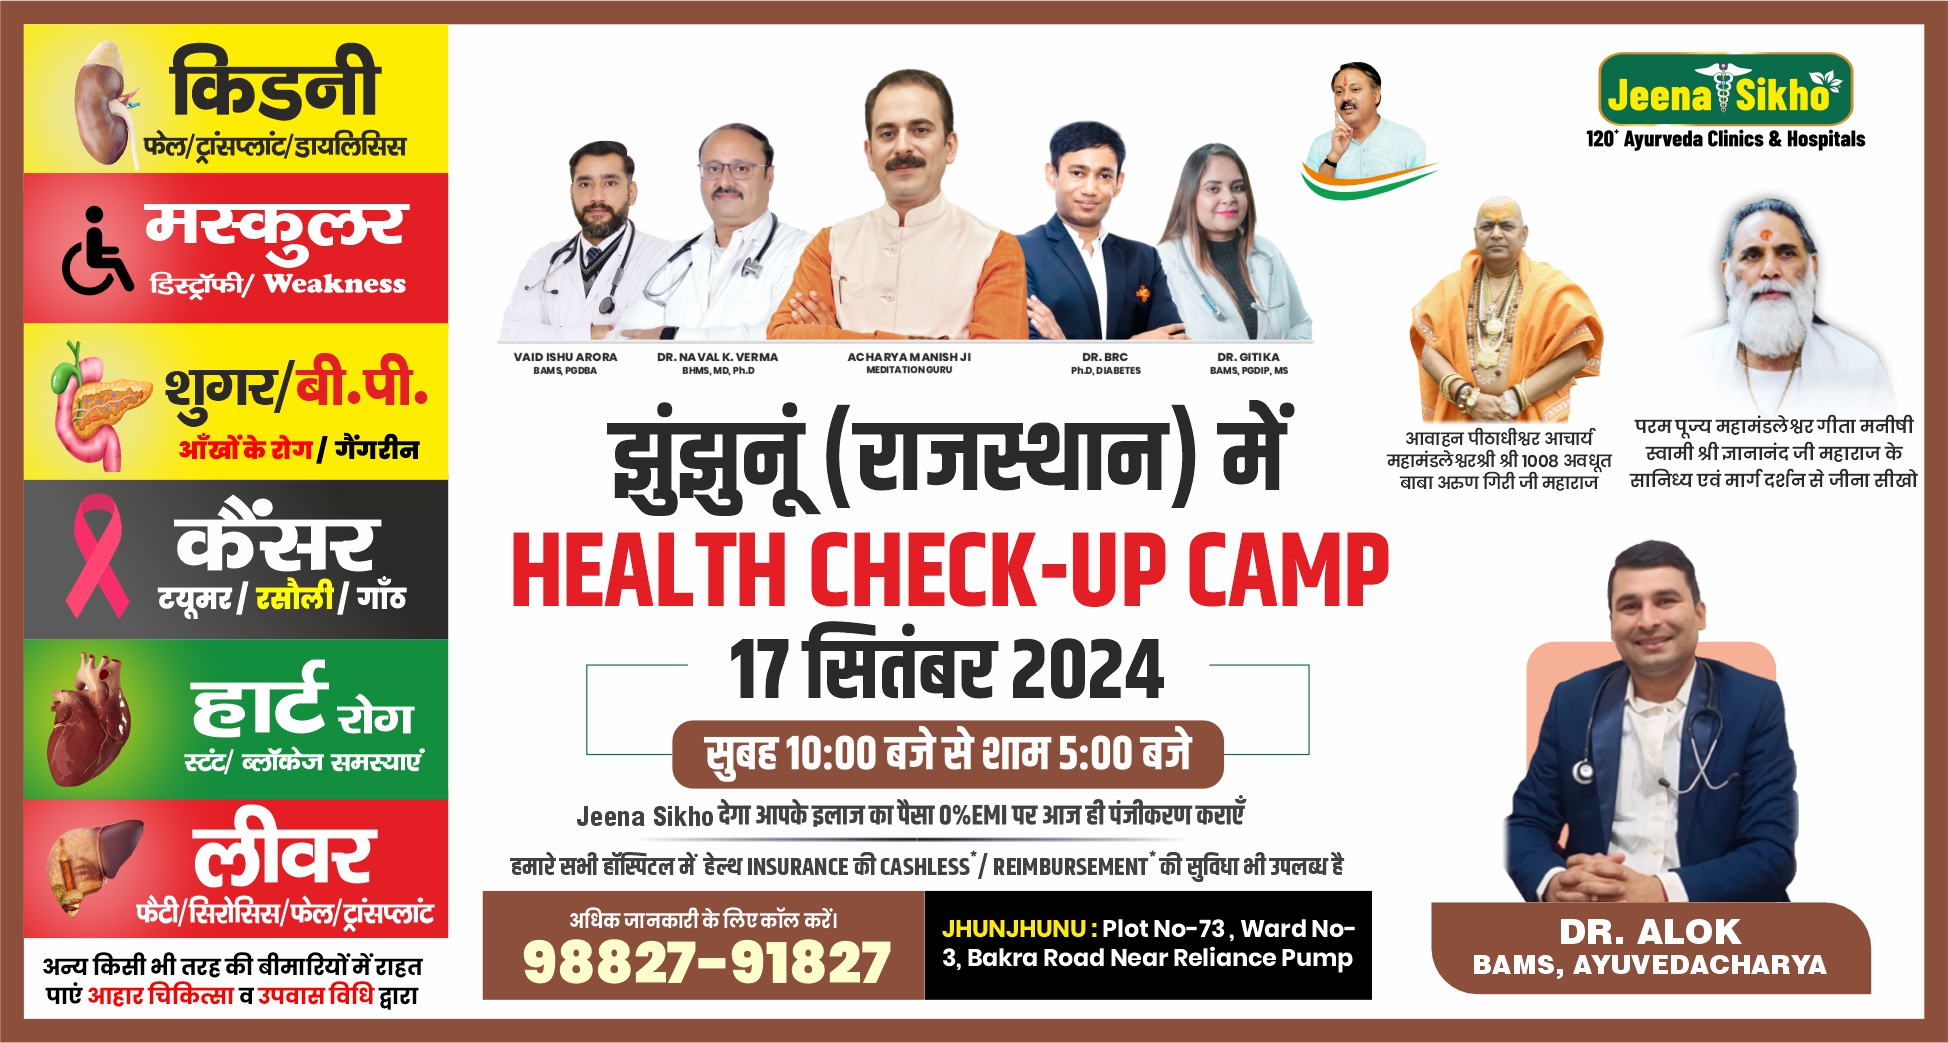 किडनी
फेल/ट्रांसप्लांट/डायलिसिस
मस्कुलर
डिस्ट्रॉफी/ Weakness
शुगर/बी.पी.
आँखों के रोग / गैंगरीन
कैंसर
टयूमर / रसौली / गाँठ
हार्ट रोग
स्टंट/ ब्लॉकेज समस्याएं
लीवर
फैटी/सिरोसिस/फेल/ट्रांसप्लांट
अन्य किसी भी तरह की बीमारियों में राहत
पाएं आहार चिकित्सा व उपवास विधि द्वारा
VAID ISHU ARORA
BAMS, PGDBA
DR. NAVAL K. VERMA
BHMS, MD, Ph.D
ACHARYA MANISH JI
MEDITATION GURU
DR. BRC
Ph.D, DIABETES
DR. GITIKA
BAMS, PGDIP, MS
Jeena Sikho
120+ Ayurveda Clinics & Hospitals
आवाहन पीठाधीश्वर आचार्य
महामंडलेश्वरश्री श्री 1008 अवधूत
बाबा अरुण गिरी जी महाराज
परम पूज्य महामंडलेश्वर गीता मनीषी
स्वामी श्री ज्ञानानंद जी महाराज के
सानिध्य एवं मार्ग दर्शन से जीना सीखो
झुंझुनूं (राजस्थान) में
HEALTH CHECK-UP CAMP
17 सितंबर 2024
सुबह 10:00 बजे से शाम 5:00 बजे
Jeena Sikho देगा आपके इलाज का पैसा 0%EMI पर आज ही पंजीकरण कराएँ
हमारे सभी हॉस्पिटल में हेल्थ INSURANCE की CASHLESS* / REIMBURSEMENT* की सुविधा भी उपलब्ध है
अधिक जानकारी के लिए कॉल करें।
98827-91827
JHUNJHUNU : Plot No-73 , Ward No-
3, Bakra Road Near Reliance Pump
DR. ALOK
BAMS, AYUVEDACHARYA